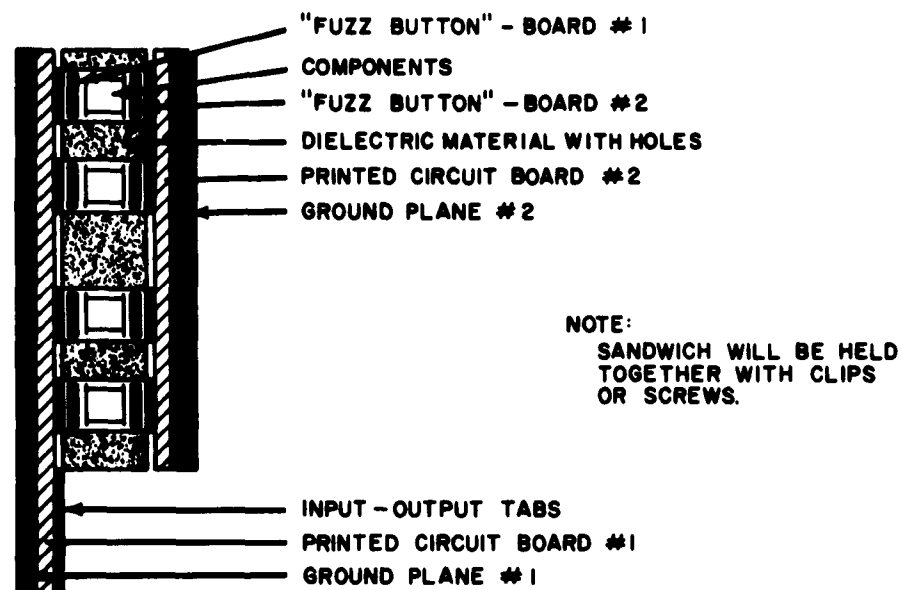 "FUZZ BUTTON" - BOARD #1
COMPONENTS
"FUZZ BUTTON" - BOARD #2
DIELECTRIC MATERIAL WITH HOLES
PRINTED CIRCUIT BOARD #2
GROUND PLANE #2
NOTE:
SANDWICH WILL BE HELD
TOGETHER WITH CLIPS
OR SCREWS.
INPUT-OUTPUT TABS
PRINTED CIRCUIT BOARD #1
GROUND PLANE #1